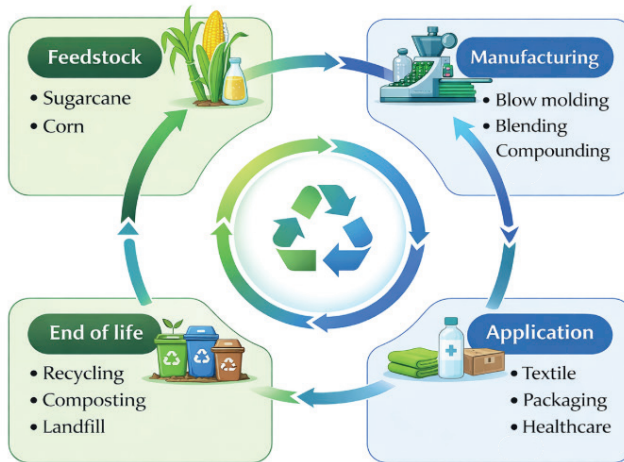 Feedstock
• Sugarcane
• Corn
Manufacturing
• Blow molding
• Blending
Compounding
End of life
• Recycling
• Composting
• Landfill
Application
• Textile
• Packaging
• Healthcare